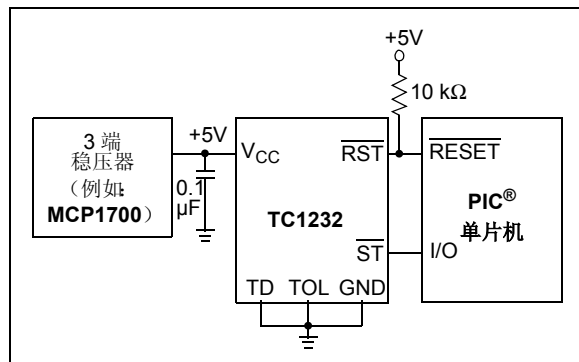 +5V
10 kΩ
3 端
稳压器
(例如:
MCP1700)
+5V
0.1
µF
VCC
RST
TC1232
ST
TD TOL GND
RESET
PIC®
单片机
I/O